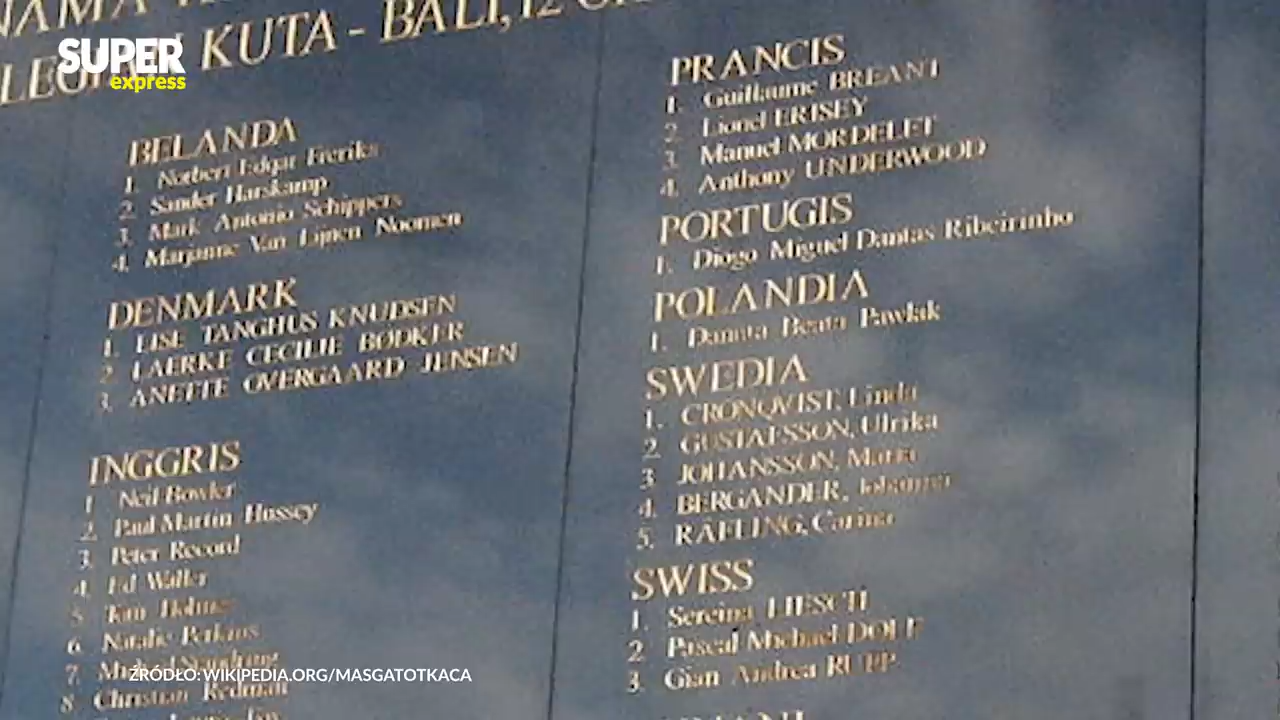 KUTA - BALI, 12
SUPER
express
BELANDA
1. Norbert Edgar Freriks
2. Sander Harskamp
3. Mark Antonio Schippers
4. Marjanne Van Lijnen Noomen
DENMARK
1. LISE TANGHUS KNUDSEN
2. LAERKE CECILIE BØDKER
3. ANETTE OVERGAARD JENSEN
INGGRIS
1 Neil Bowler
2. Paul Martin Hussey
3. Peter Record
4. Ed Waller
5 Tom Holmes
6. Natalie Perkins
7.
8 Christian Redman
PRANCIS
1. Guillaume BREANT
2. Lionel ERISEY
3. Manuel MORDELET
4. Anthony UNDERWOOD
PORTUGIS
1. Diogo Miguel Dantas Ribeirinho
POLANDIA
1. Danuta Beata Pawlak
SWEDIA
1. CRONQVIST, Linda
2. GUSTAFSSON, Ulrika
3 JOHANSSON, Maria
4. BERGANDER, Johanna
5. RÄFLING, Carina
SWISS
1. Sereina LIESCH
2 Pascal Michael DOLF
3. Gian Andrea RUPP
ŹRÓDŁO: WIKIPEDIA.ORG/MASGATOTKACA